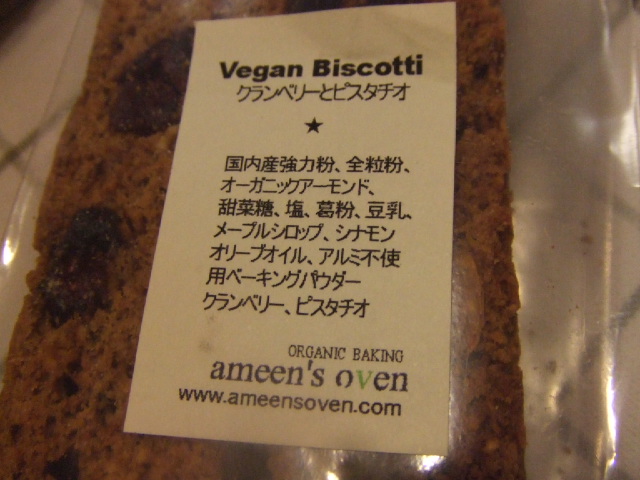 Vegan Biscotti
クランベリーとピスタチオ
★
国内産強力粉、全粒粉、
オーガニックアーモンド、
甜菜糖、塩、葛粉、豆乳、
メープルシロップ、シナモン
オリーブオイル、アルミ不使
用ベーキングパウダー
クランベリー、ピスタチオ
ORGANIC BAKING
ameen's oven
www.ameensoven.com